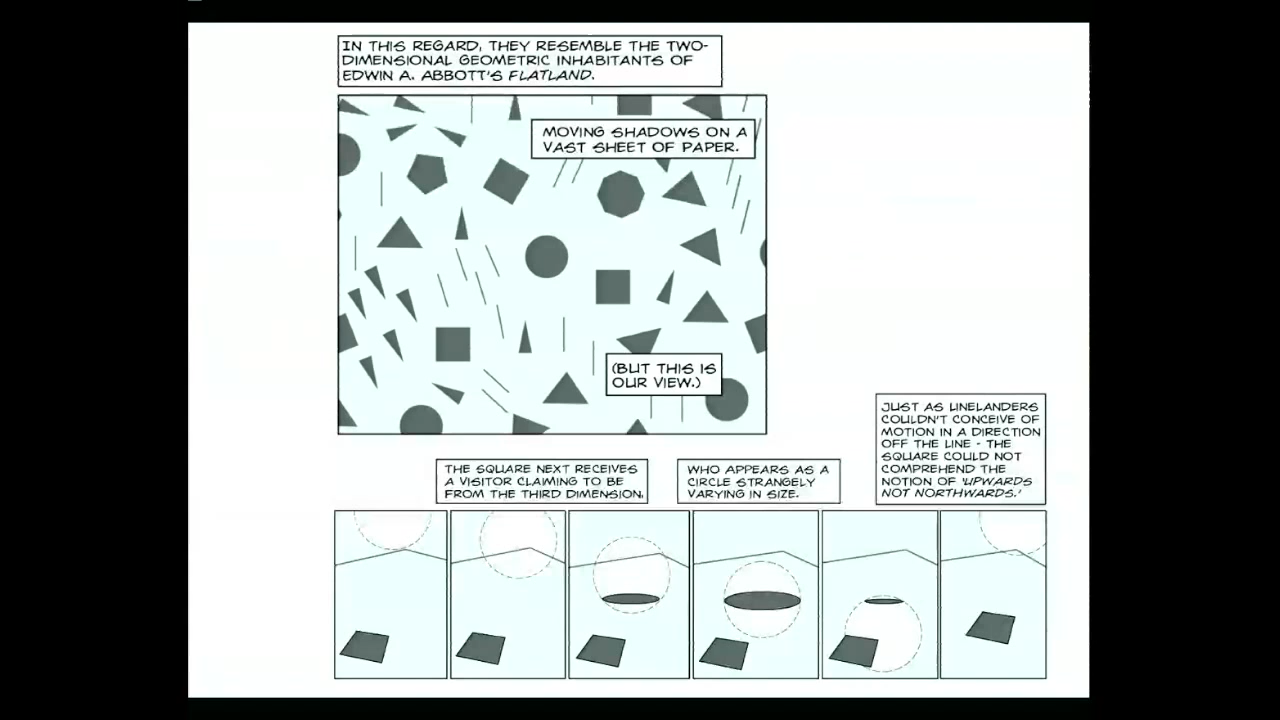 IN THIS REGARD, THEY RESEMBLE THE TWO-
DIMENSIONAL GEOMETRIC INHABITANTS OF
EDWIN A. ABBOTT'S FLATLAND.
MOVING SHADOWS ON A
VAST SHEET OF PAPER.
(BUT THIS IS
OUR VIEW.)
THE SQUARE NEXT RECEIVES
A VISITOR CLAIMING TO BE
FROM THE THIRD DIMENSION,
WHO APPEARS AS A
CIRCLE STRANGELY
VARYING IN SIZE.
JUST AS LINELANDERS
COULDN'T CONCEIVE OF
MOTION IN A DIRECTION
OFF THE LINE - THE
SQUARE COULD NOT
COMPREHEND THE
NOTION OF 'UPWARDS
NOT NORTHWARDS.'